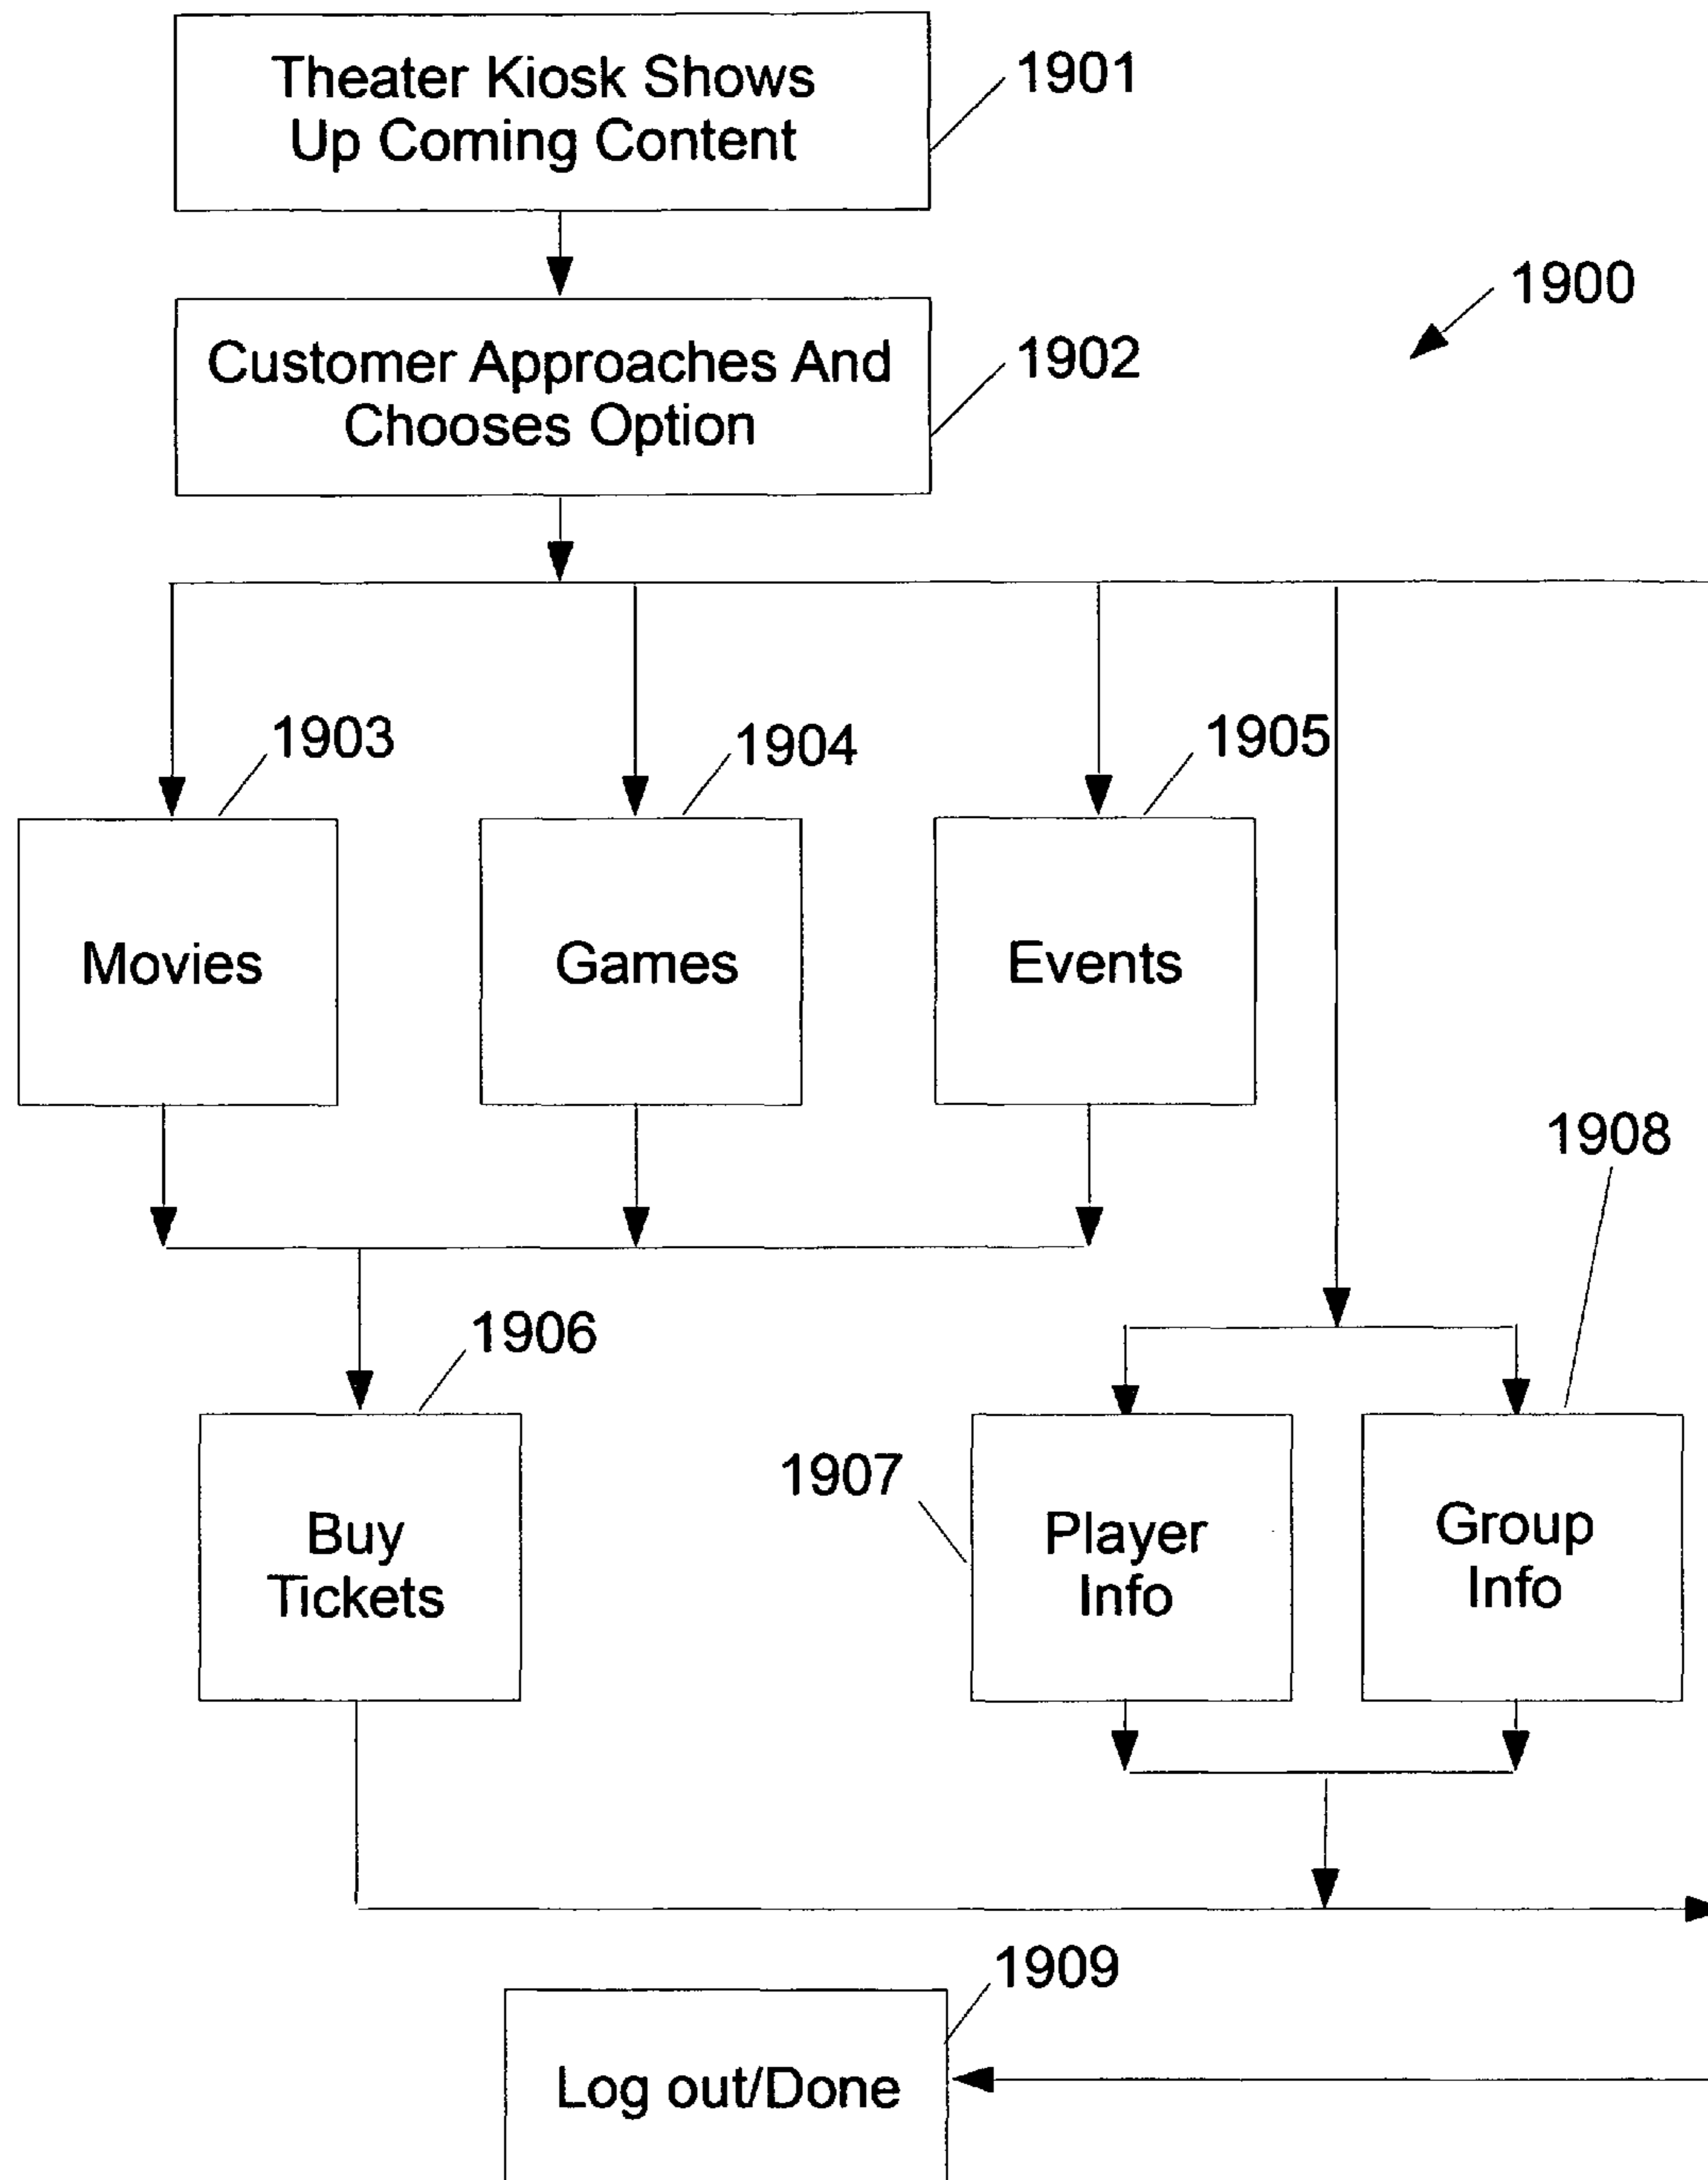 Theater Kiosk Shows
Up Coming Content
1901
1900
Customer Approaches And
Chooses Option
1902
1903
1904
1905
Movies
Games
Events
1908
1906
1907
Buy
Tickets
Player
Info
Group
Info
1909
Log out/Done